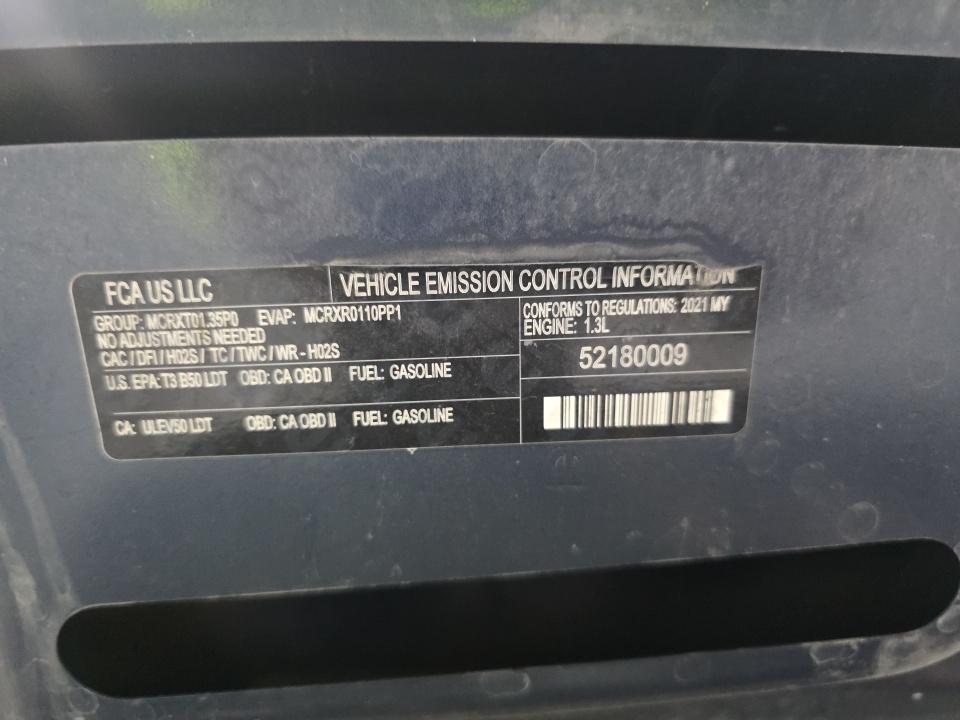 FCA US LLC
VEHICLE EMISSION CONTROL INFORMATION
GROUP: MCRXT01.35P0 EVAP: MCRXR0110PP1
NO ADJUSTMENTS NEEDED
CAC / DFI / H02S / TC / TWC / WR - H02S
U.S. EPA: T3 B50 LDT OBD: CA OBD II FUEL: GASOLINE
CA: ULEV50 LDT OBD: CA OBD II FUEL: GASOLINE
CONFORMS TO REGULATIONS: 2021 MY
ENGINE: 1.3L
52180009